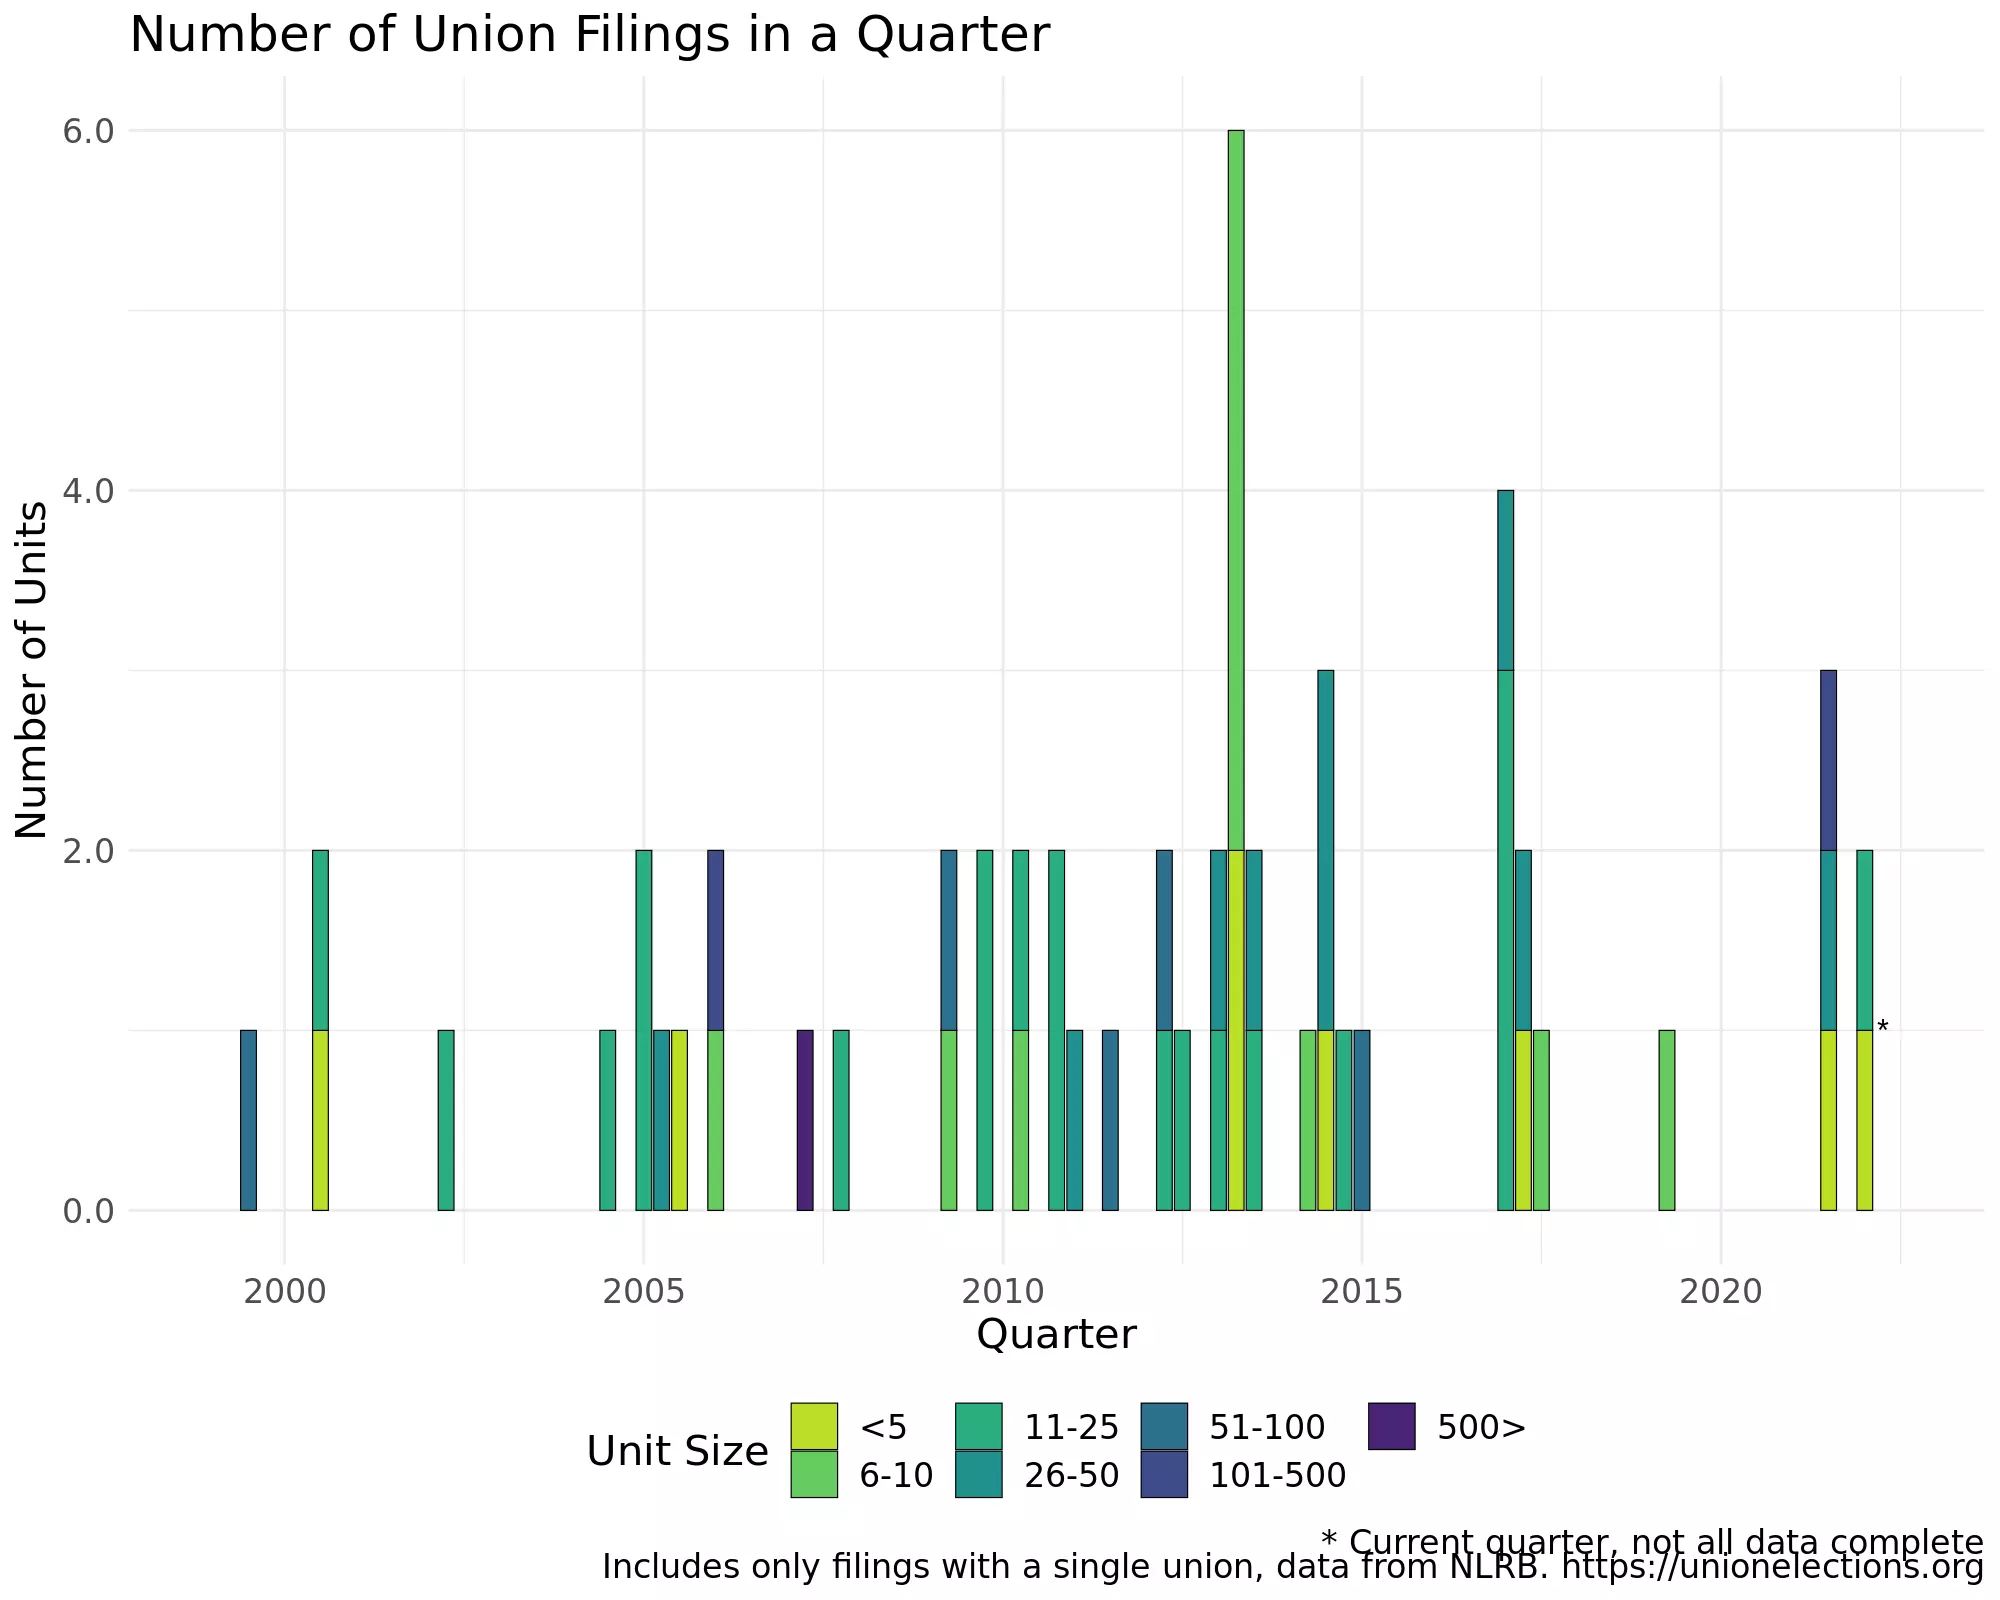 Number of Union Filings in a Quarter
6.0
4.0
2.0
0.0
Number of Units
*
2000 2005 2010 2015 2020
Quarter
Unit Size
<5 11-25 51-100 500>
6-10 26-50 101-500
* Current quarter, not all data complete
Includes only filings with a single union, data from NLRB. https://unionelections.org